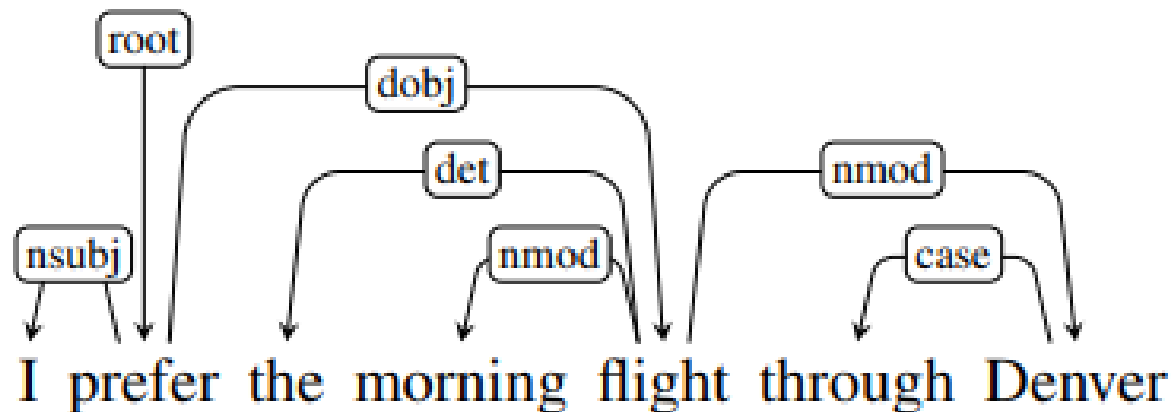 root
dobj
det nmod
nsubj nmod case
I prefer the morning flight through Denver